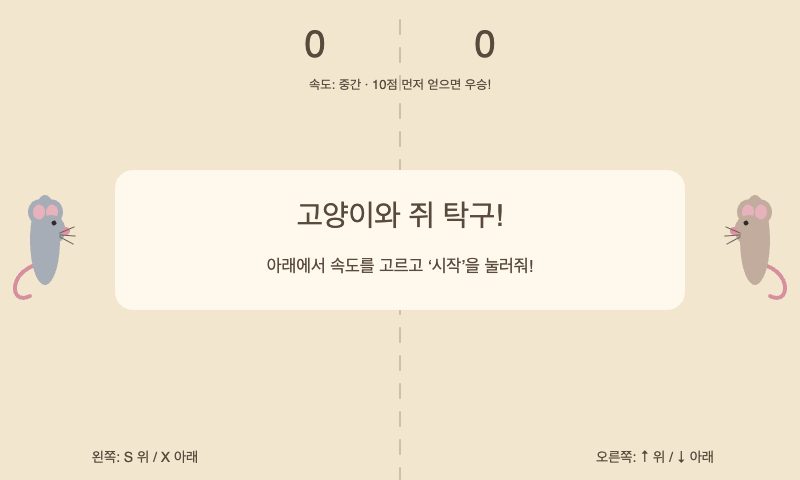 0 0
속도: 중간 · 10점 먼저 얻으면 우승!
고양이와 쥐 탁구!
아래에서 속도를 고르고 ‘시작’을 눌러줘!
왼쪽: S 위 / X 아래
오른쪽: ↑ 위 / ↓ 아래